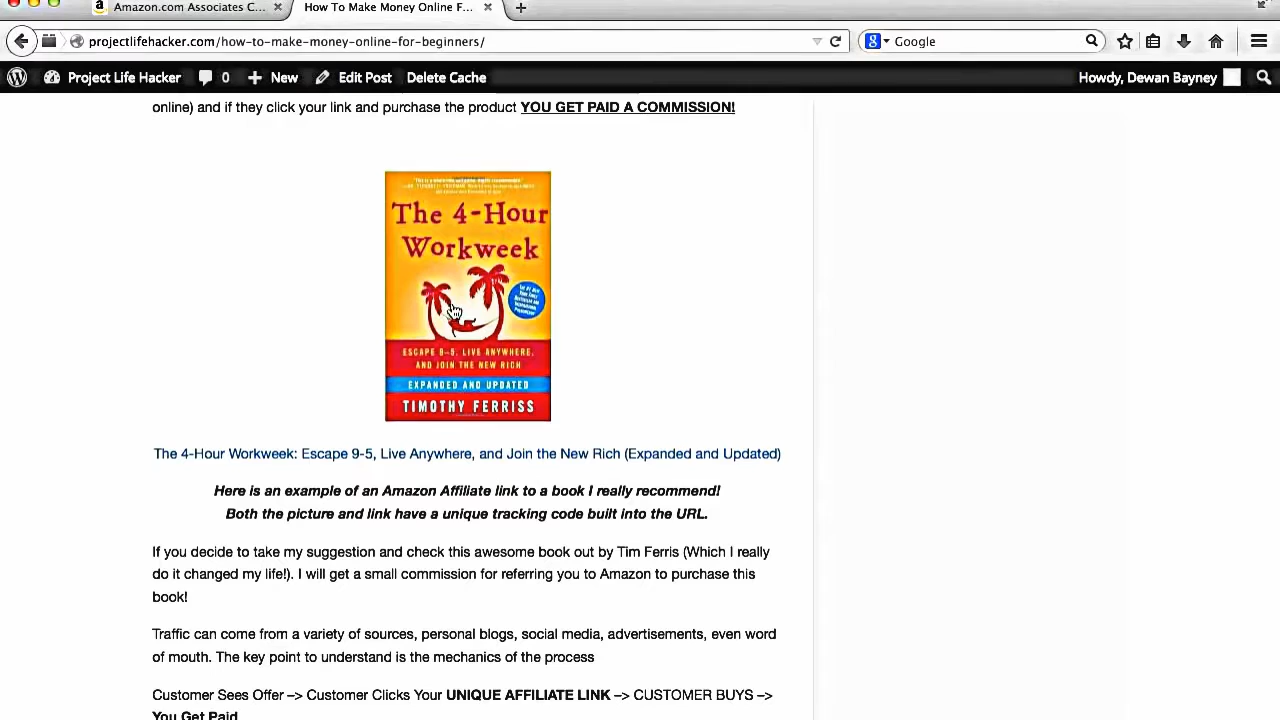 Amazon.com Associates C...
How To Make Money Online F...
projectlifehacker.com/how-to-make-money-online-for-beginners/
Google
Project Life Hacker
0
New
Edit Post
Delete Cache
Howdy, Dewan Bayney
online) and if they click your link and purchase the product YOU GET PAID A COMMISSION!
The 4-Hour
Workweek
ESCAPE 9-5, LIVE ANYWHERE,
AND JOIN THE NEW RICH
EXPANDED AND UPDATED
TIMOTHY FERRISS
The 4-Hour Workweek: Escape 9-5, Live Anywhere, and Join the New Rich (Expanded and Updated)
Here is an example of an Amazon Affiliate link to a book I really recommend!
Both the picture and link have a unique tracking code built into the URL.
If you decide to take my suggestion and check this awesome book out by Tim Ferris (Which I really
do it changed my life!). I will get a small commission for referring you to Amazon to purchase this
book!
Traffic can come from a variety of sources, personal blogs, social media, advertisements, even word
of mouth. The key point to understand is the mechanics of the process
Customer Sees Offer –> Customer Clicks Your UNIQUE AFFILIATE LINK –> CUSTOMER BUYS –>
You Get Paid